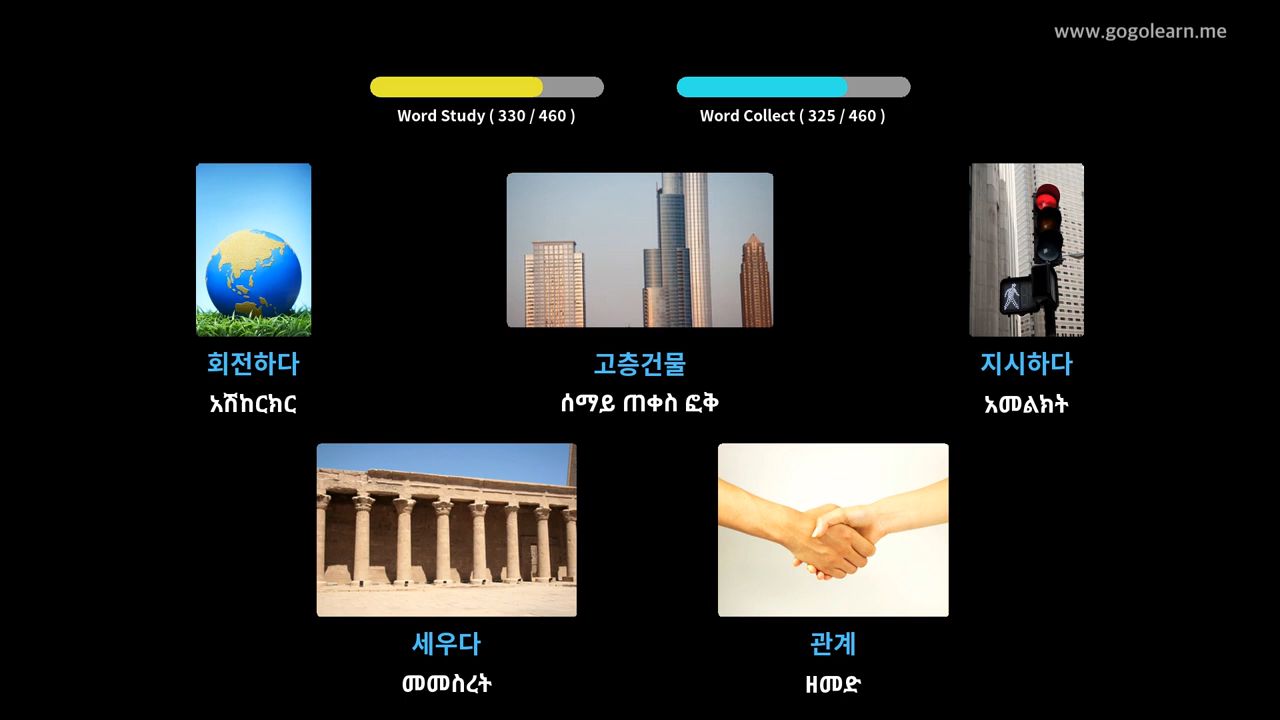 www.gogolearn.me
Word Study ( 330 / 460 )
Word Collect ( 325 / 460 )
회전하다
고층건물
지시하다
አሽከርክር
ሰማይ ጠቀስ ፎቅ
አመልክት
세우다
관계
መመስረት
ዘመድ